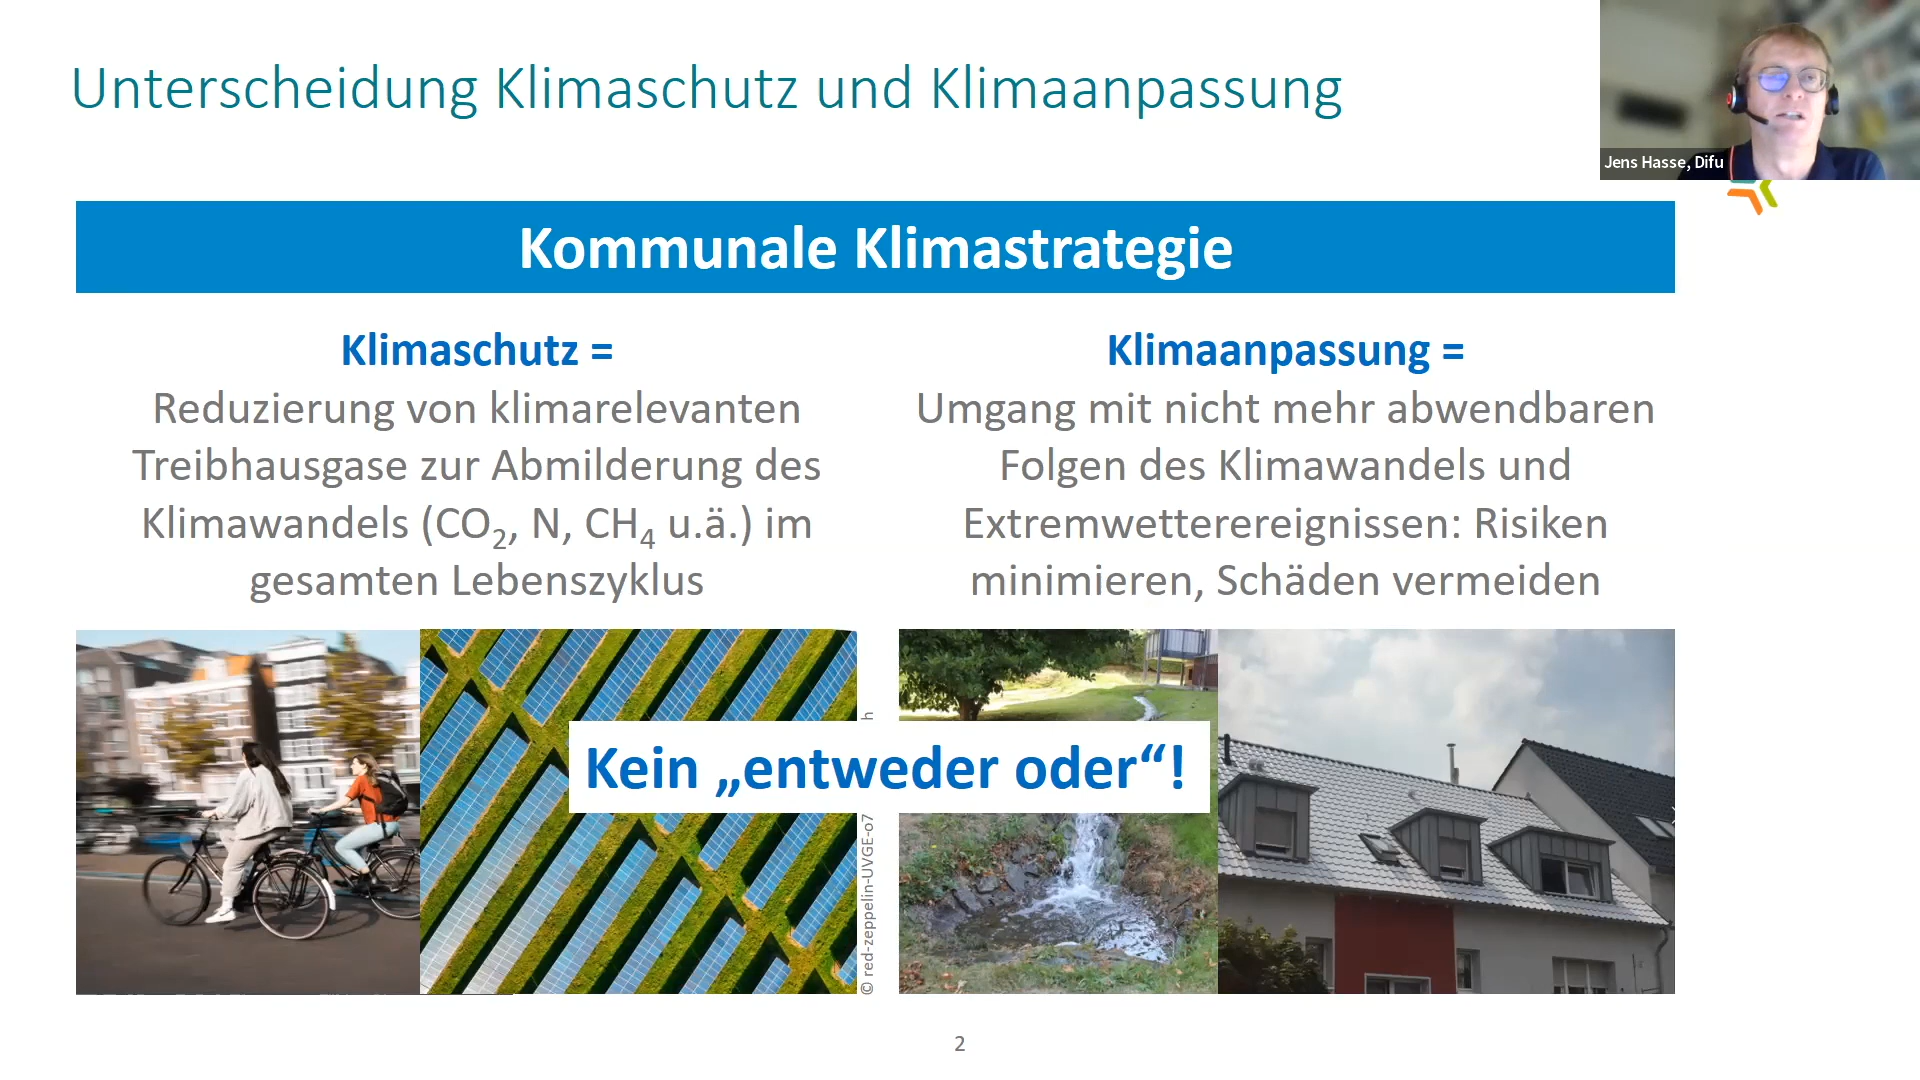 Unterscheidung Klimaschutz und Klimaanpassung
Jens Hasse, Difu
Kommunale Klimastrategie
Klimaschutz =
Reduzierung von klimarelevanten
Treibhausgase zur Abmilderung des
Klimawandels (CO₂, N, CH₄ u.ä.) im
gesamten Lebenszyklus
Klimaanpassung =
Umgang mit nicht mehr abwendbaren
Folgen des Klimawandels und
Extremwetterereignissen: Risiken
minimieren, Schäden vermeiden
Kein „entweder oder“!
© red-zeppelin-UVGE-o7
2